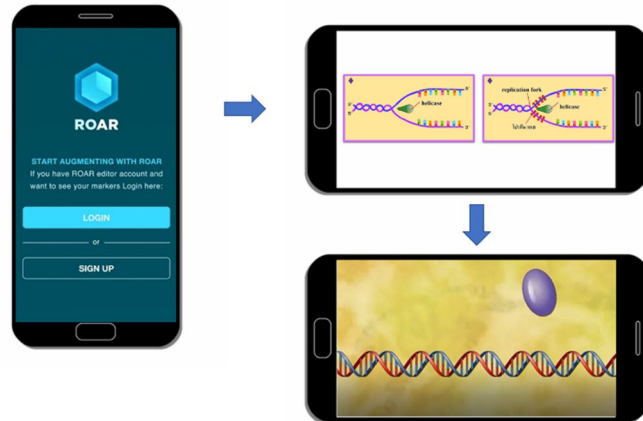 ROAR
START AUGMENTING WITH ROAR
If you have ROAR editor account and
want to see your markers Login here:
LOGIN
or
SIGN UP
helicase
replication fork
helicase